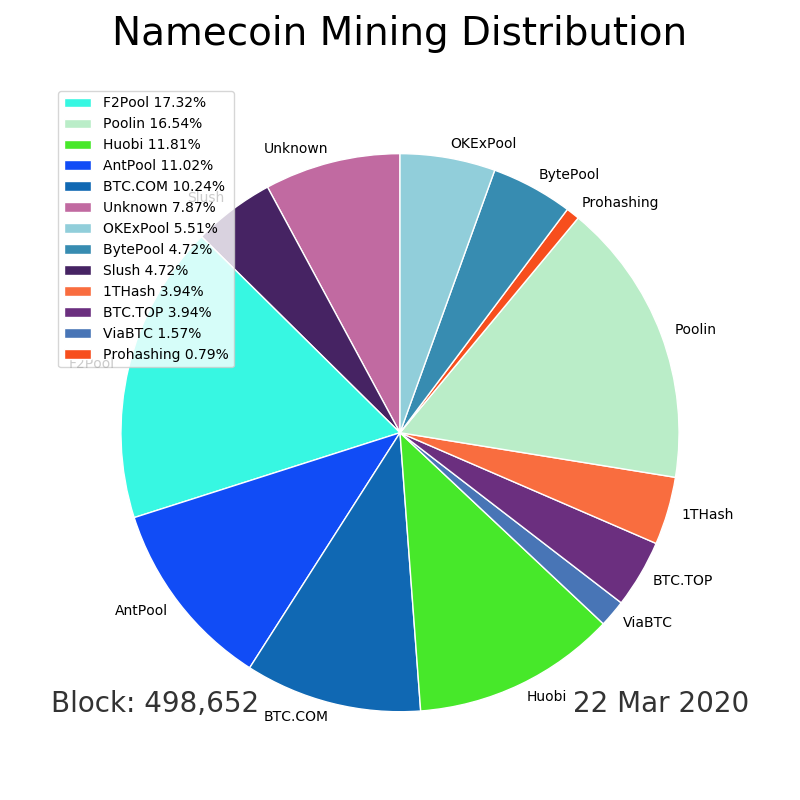 Namecoin Mining Distribution
F2Pool 17.32%
Poolin 16.54%
Huobi 11.81%
AntPool 11.02%
BTC.COM 10.24%
Unknown 7.87%
OKExPool 5.51%
BytePool 4.72%
Slush 4.72%
1THash 3.94%
BTC.TOP 3.94%
ViaBTC 1.57%
Prohashing 0.79%
Unknown
OKExPool
BytePool
Prohashing
Slush
Poolin
F2Pool
1THash
BTC.TOP
AntPool
ViaBTC
Huobi
BTC.COM
Block: 498,652
22 Mar 2020